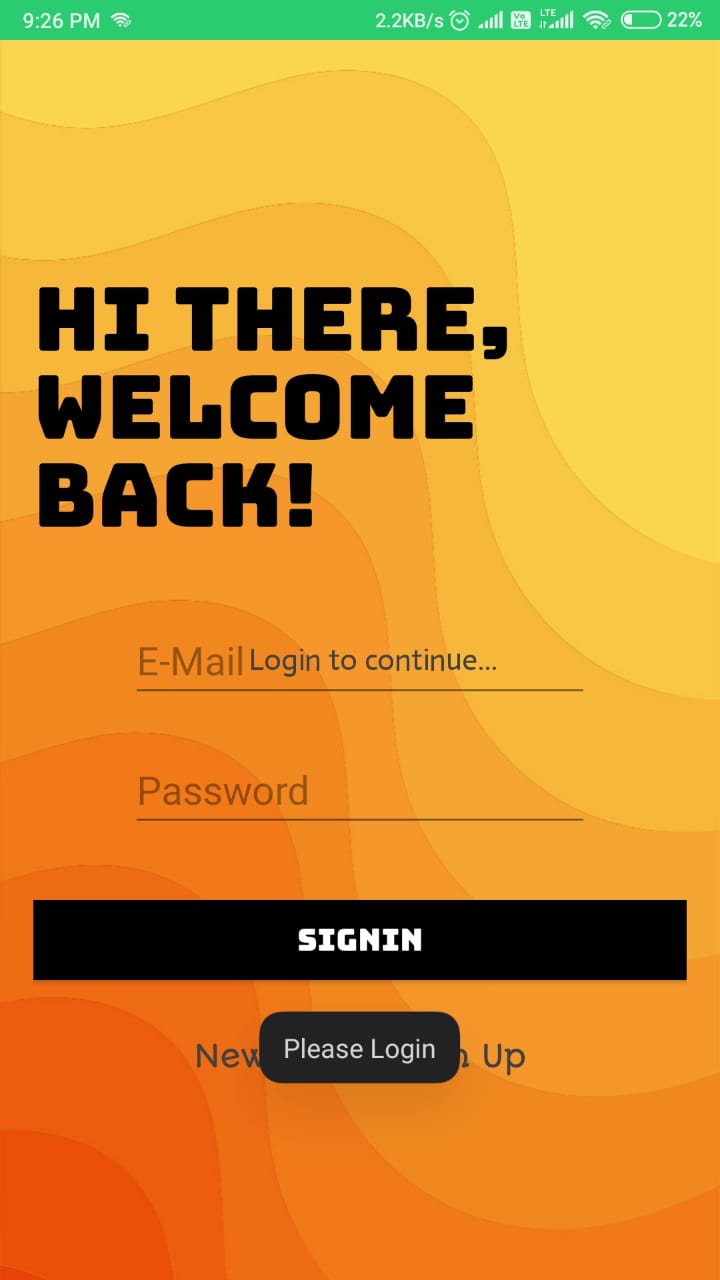 9:26 PM 2.2KB/s Vo LTE LTE 22%
HI THERE,
WELCOME
BACK!
E-Mail Login to continue...
Password
SIGNIN
New Please Login Up